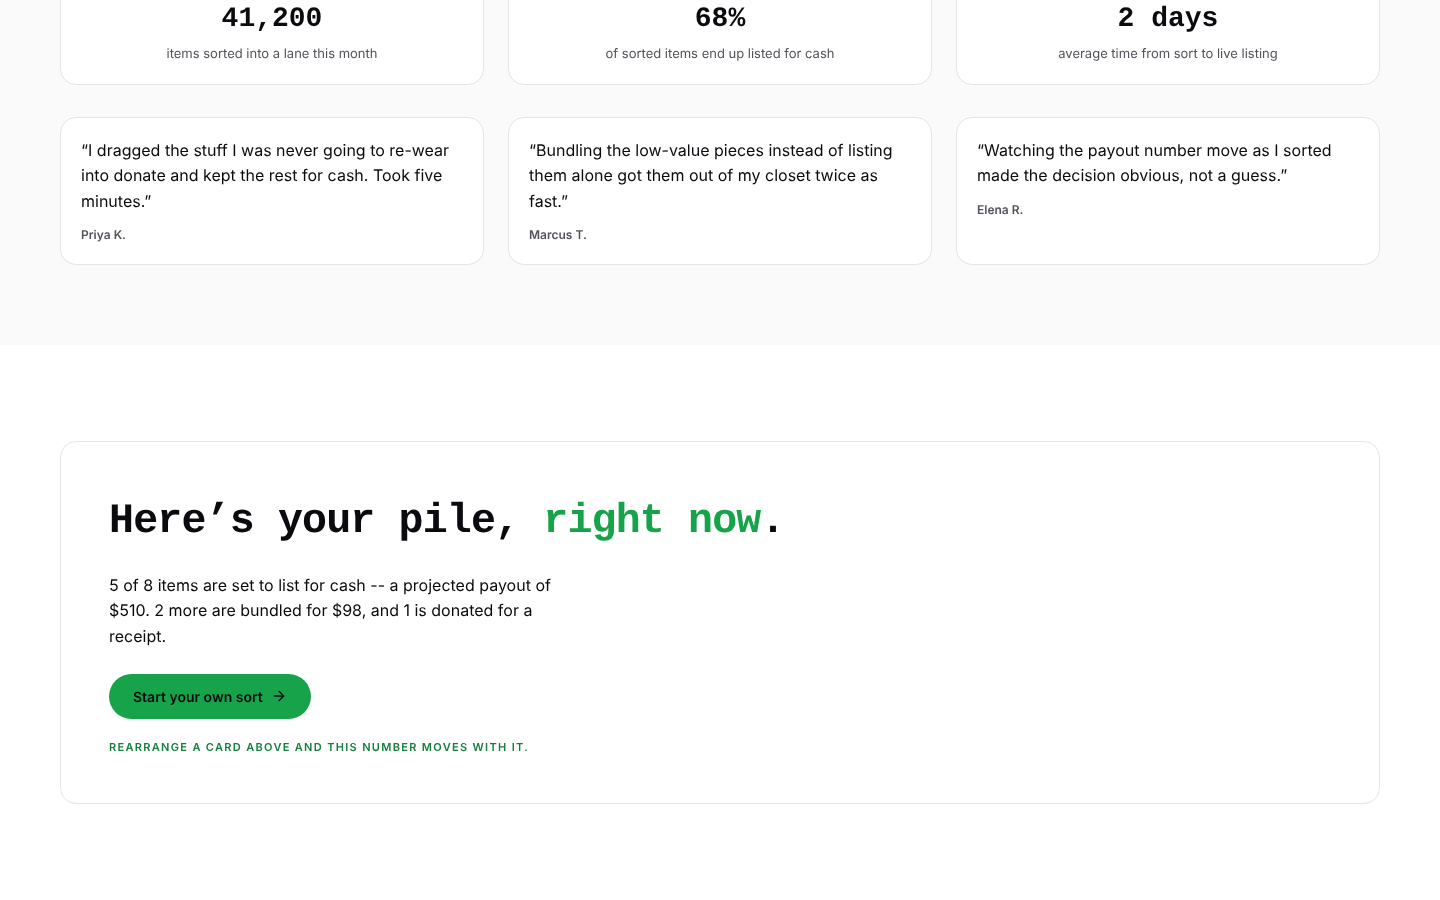 41,200
items sorted into a lane this month
68%
of sorted items end up listed for cash
2 days
average time from sort to live listing
“I dragged the stuff I was never going to re-wear
into donate and kept the rest for cash. Took five
minutes.”
Priya K.
“Bundling the low-value pieces instead of listing
them alone got them out of my closet twice as
fast.”
Marcus T.
“Watching the payout number move as I sorted
made the decision obvious, not a guess.”
Elena R.
Here’s your pile, right now.
5 of 8 items are set to list for cash -- a projected payout of
$510. 2 more are bundled for $98, and 1 is donated for a
receipt.
Start your own sort →
REARRANGE A CARD ABOVE AND THIS NUMBER MOVES WITH IT.